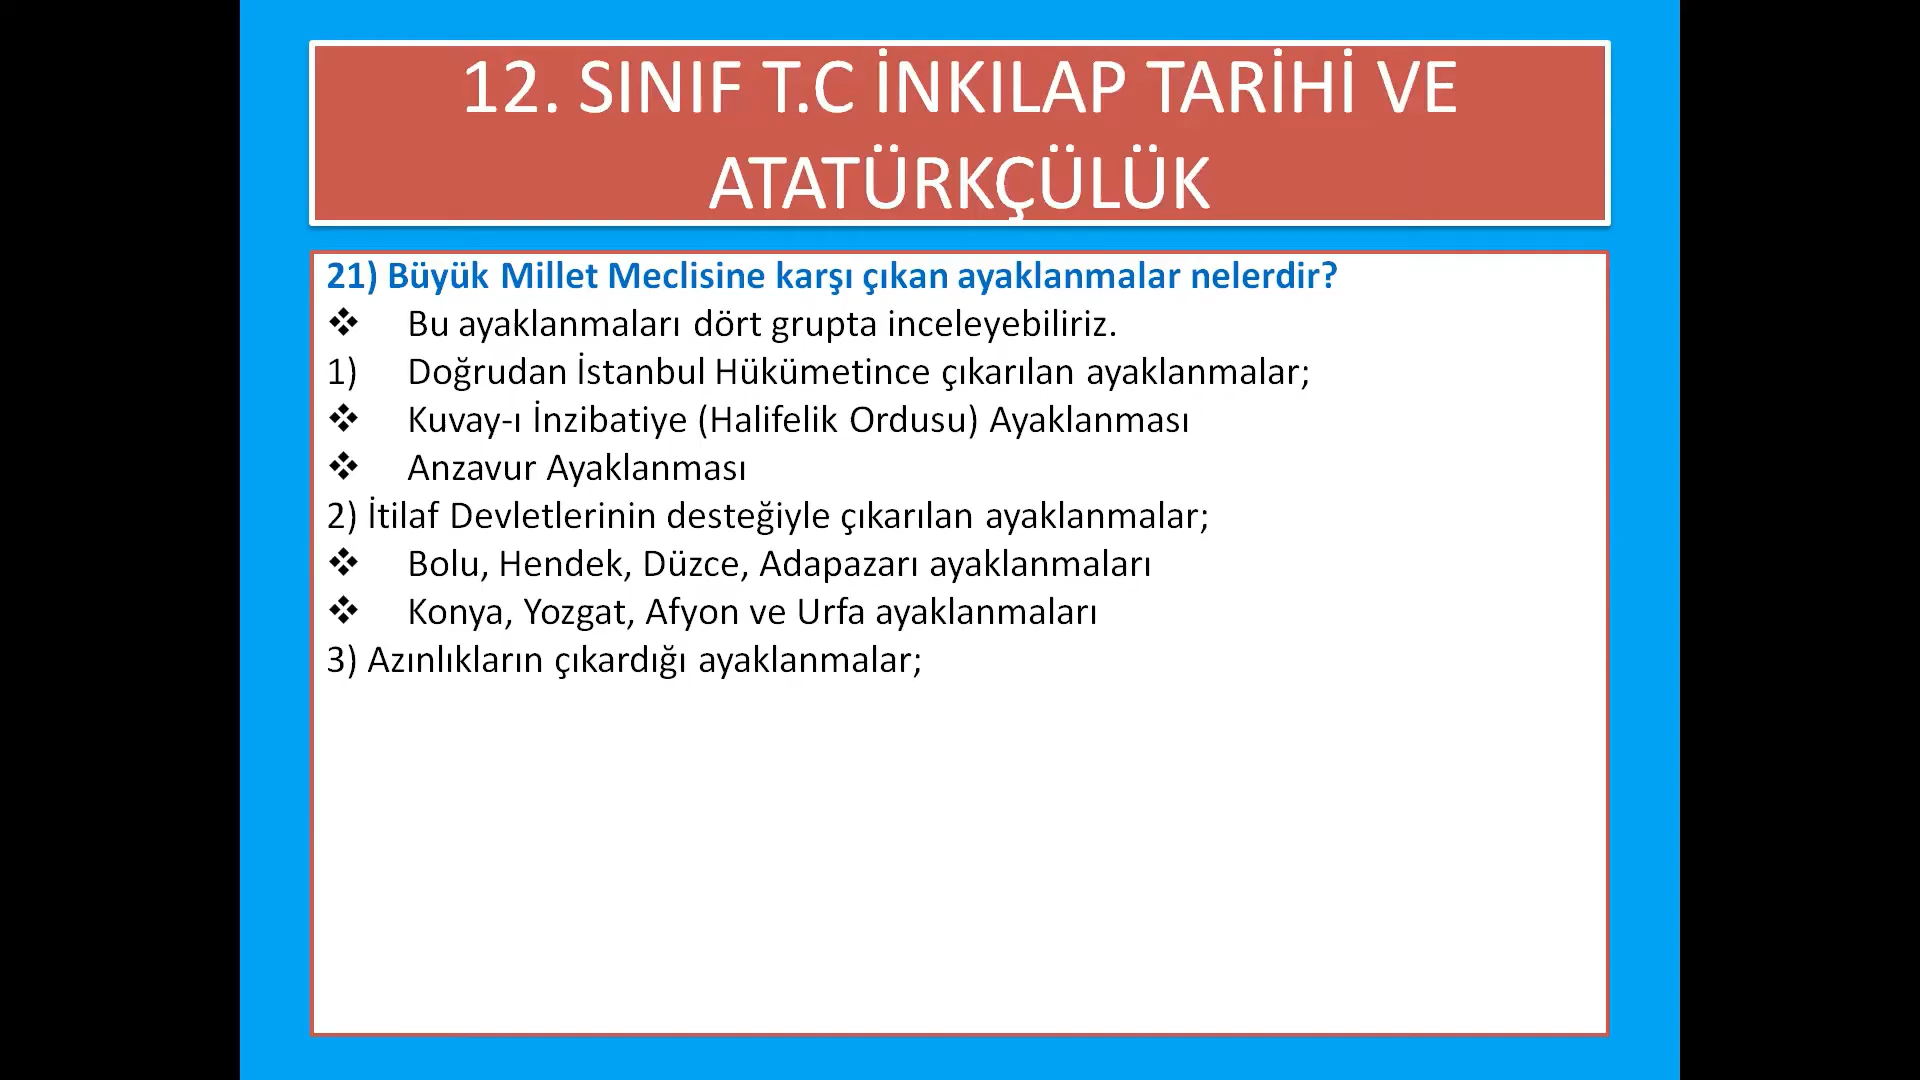 12. SINIF T.C İNKILAP TARİHİ VE
ATATÜRKÇÜLÜK
21) Büyük Millet Meclisine karşı çıkan ayaklanmalar nelerdir?
❖ Bu ayaklanmaları dört grupta inceleyebiliriz.
1) Doğrudan İstanbul Hükümetince çıkarılan ayaklanmalar;
❖ Kuvay-ı İnzibatiye (Halifelik Ordusu) Ayaklanması
❖ Anzavur Ayaklanması
2) İtilaf Devletlerinin desteğiyle çıkarılan ayaklanmalar;
❖ Bolu, Hendek, Düzce, Adapazarı ayaklanmaları
❖ Konya, Yozgat, Afyon ve Urfa ayaklanmaları
3) Azınlıkların çıkardığı ayaklanmalar;